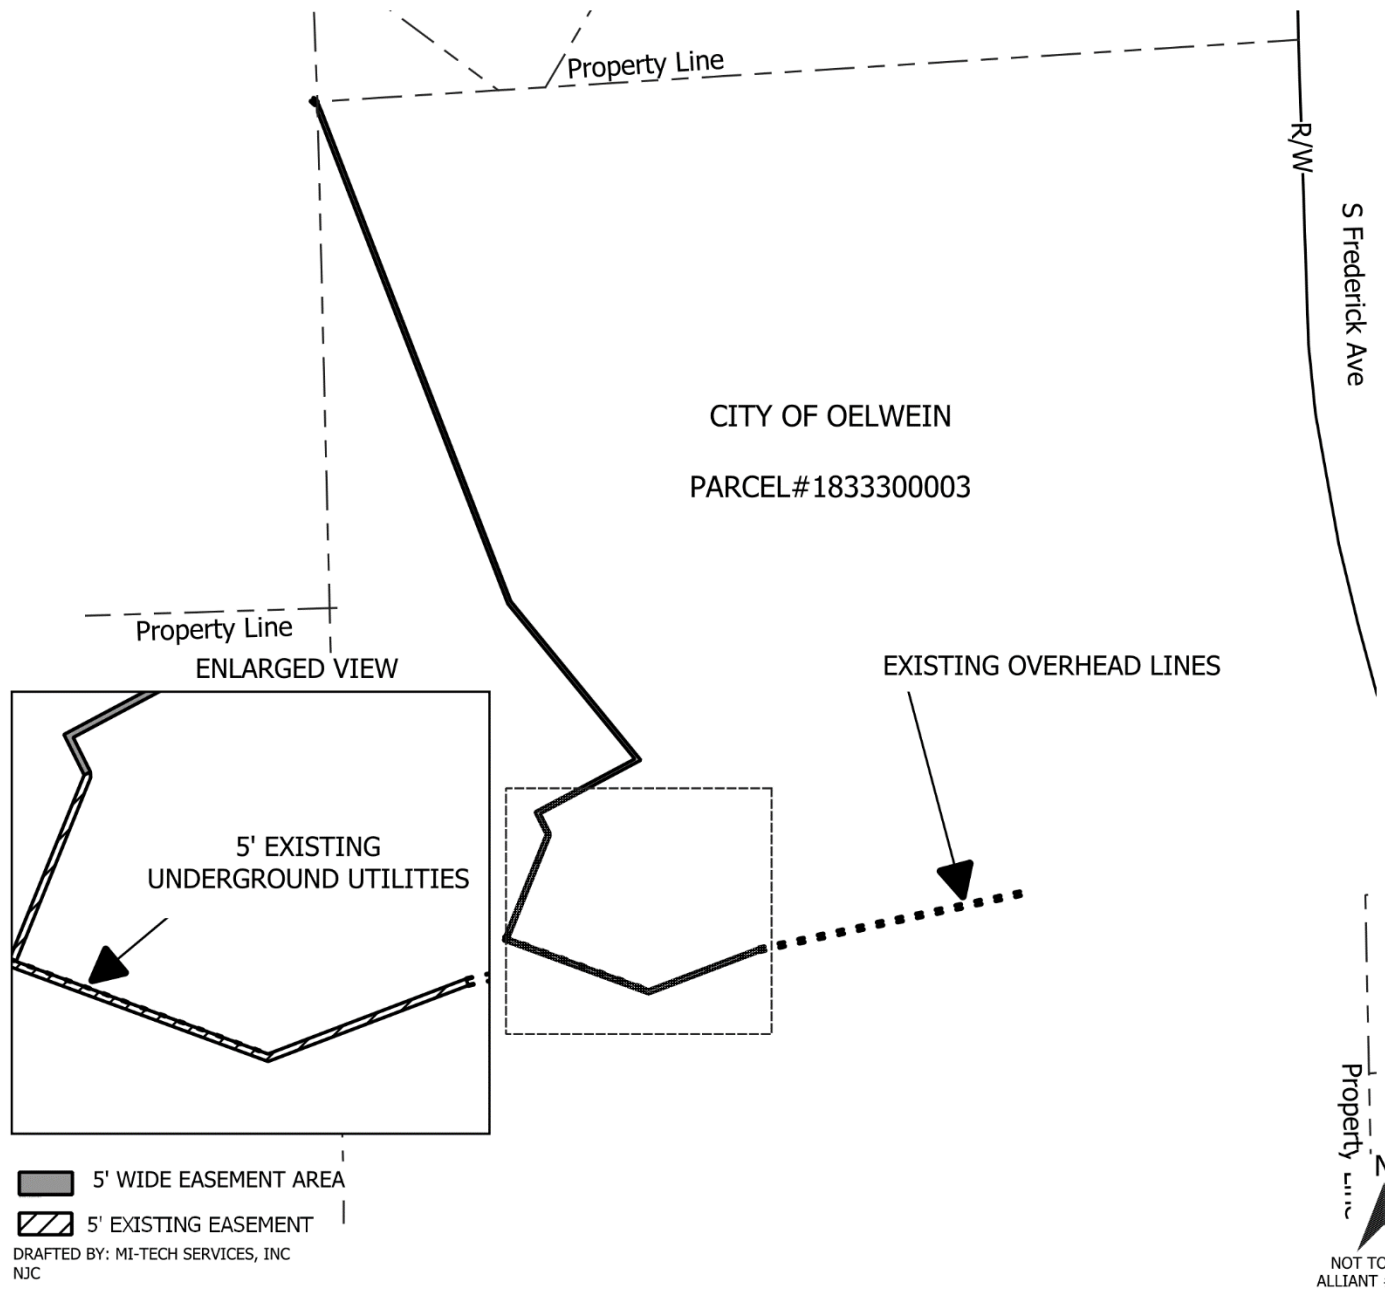 Property Line
R/W
S Frederick Ave
CITY OF OELWEIN
PARCEL#1833300003
Property Line
ENLARGED VIEW
EXISTING OVERHEAD LINES
5' EXISTING
UNDERGROUND UTILITIES
Property
N
5' WIDE EASEMENT AREA
5' EXISTING EASEMENT
DRAFTED BY: MI-TECH SERVICES, INC
NJC
NOT TO
ALLIANT